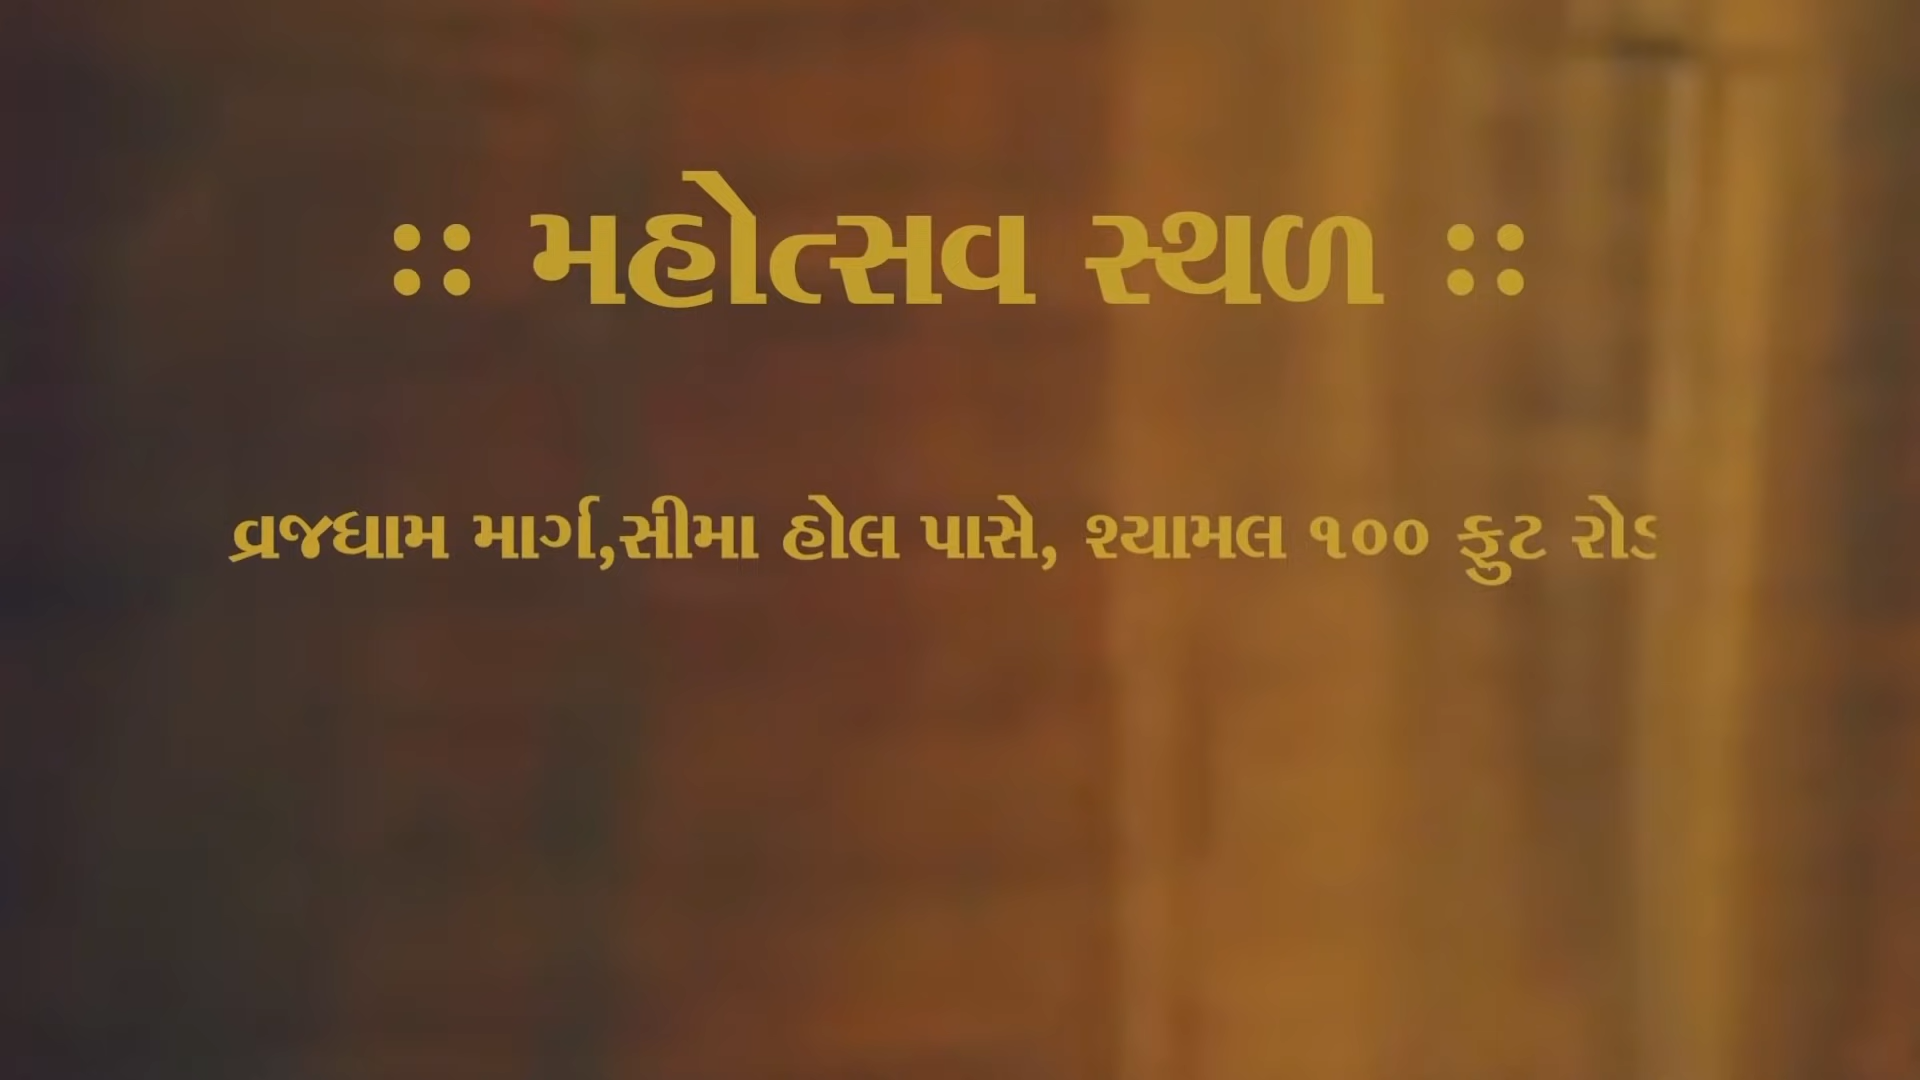 :: મહોત્સવ સ્થળ ::
વ્રજધામ માર્ગ,સીમા હોલ પાસે, શ્યામલ ૧૦૦ ફુટ રોડ